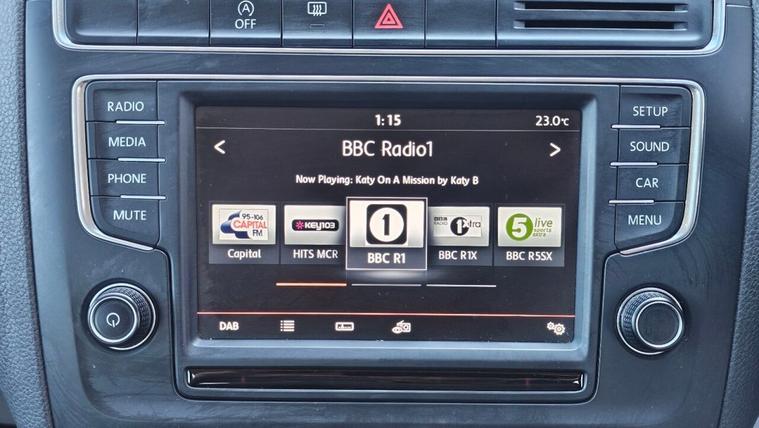 A
OFF
RADIO
MEDIA
PHONE
MUTE
1:15
23.0°C
< BBC Radio1 >
Now Playing: Katy On A Mission by Katy B
95-106
CAPITAL
FM
Capital
KEY103
HITS MCR
1
BBC R1
BBC
RADIO
1Xtra
BBC R1X
5 live
sports
extra
BBC R5SX
DAB
SETUP
SOUND
CAR
MENU